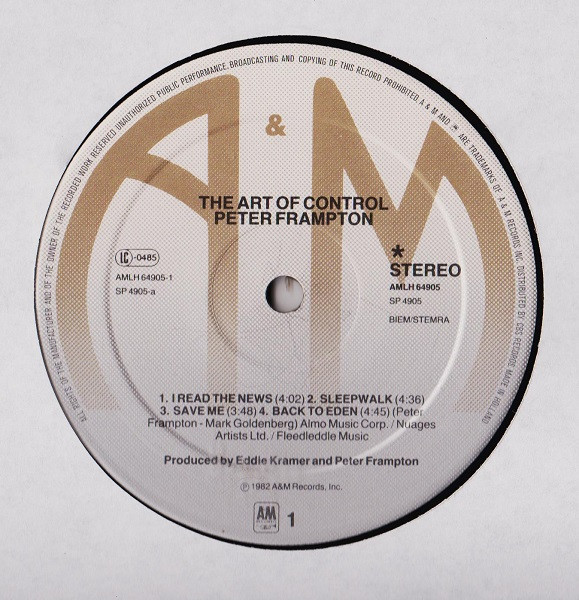 ALL RIGHTS OF THE MANUFACTURER AND OF THE OWNER OF THE RECORDED WORK RESERVED UNAUTHORIZED PUBLIC PERFORMANCE, BROADCASTING AND COPYING OF THIS RECORD PROHIBITED A & M AND ARE TRADEMARKS OF A & M RECORDS INC. DISTRIBUTED BY CBS RECORDS MADE IN HOLLAND
A & M
THE ART OF CONTROL
PETER FRAMPTON
LC-0485
AMLH 64905-1
SP 4905-a
*
STEREO
AMLH 64905
SP 4905
BIEM/STEMRA
1. I READ THE NEWS (4:02) 2. SLEEPWALK (4:36)
3. SAVE ME (3:48) 4. BACK TO EDEN (4:45) (Peter
Frampton - Mark Goldenberg) Almo Music Corp. / Nuages
Artists Ltd. / Fleedleddle Music
Produced by Eddie Kramer and Peter Frampton
℗ 1982 A&M Records, Inc.
AM
1